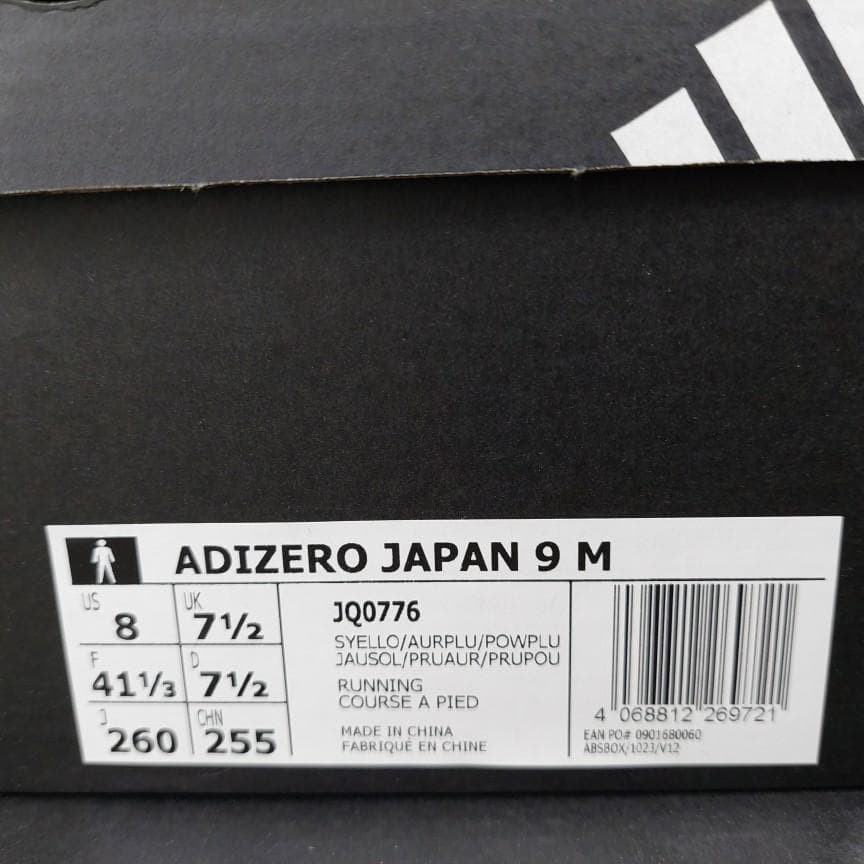 ADIZERO JAPAN 9 M
US 8 UK 7½
F 41⅓ D 7½
J 260 CHN 255
JQ0776
SYELLO/AURPLU/POWPLU
JAUSOL/PRUAUR/PRUPOU
RUNNING
COURSE A PIED
MADE IN CHINA
FABRIQUÉ EN CHINE
4 068812 269721
EAN PO# 0901680060
ABSBOX/1023/V12